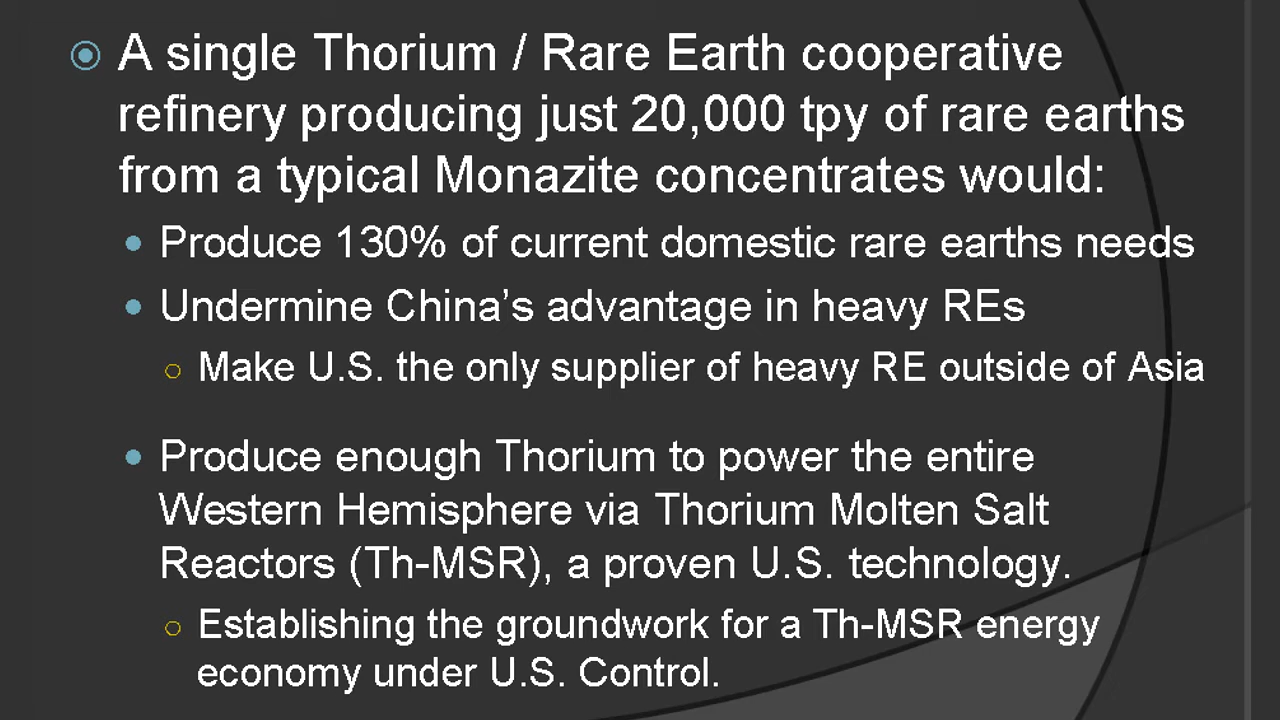 A single Thorium / Rare Earth cooperative
refinery producing just 20,000 tpy of rare earths
from a typical Monazite concentrates would:
Produce 130% of current domestic rare earths needs
Undermine China's advantage in heavy REs
Make U.S. the only supplier of heavy RE outside of Asia
Produce enough Thorium to power the entire
Western Hemisphere via Thorium Molten Salt
Reactors (Th-MSR), a proven U.S. technology.
Establishing the groundwork for a Th-MSR energy
economy under U.S. Control.